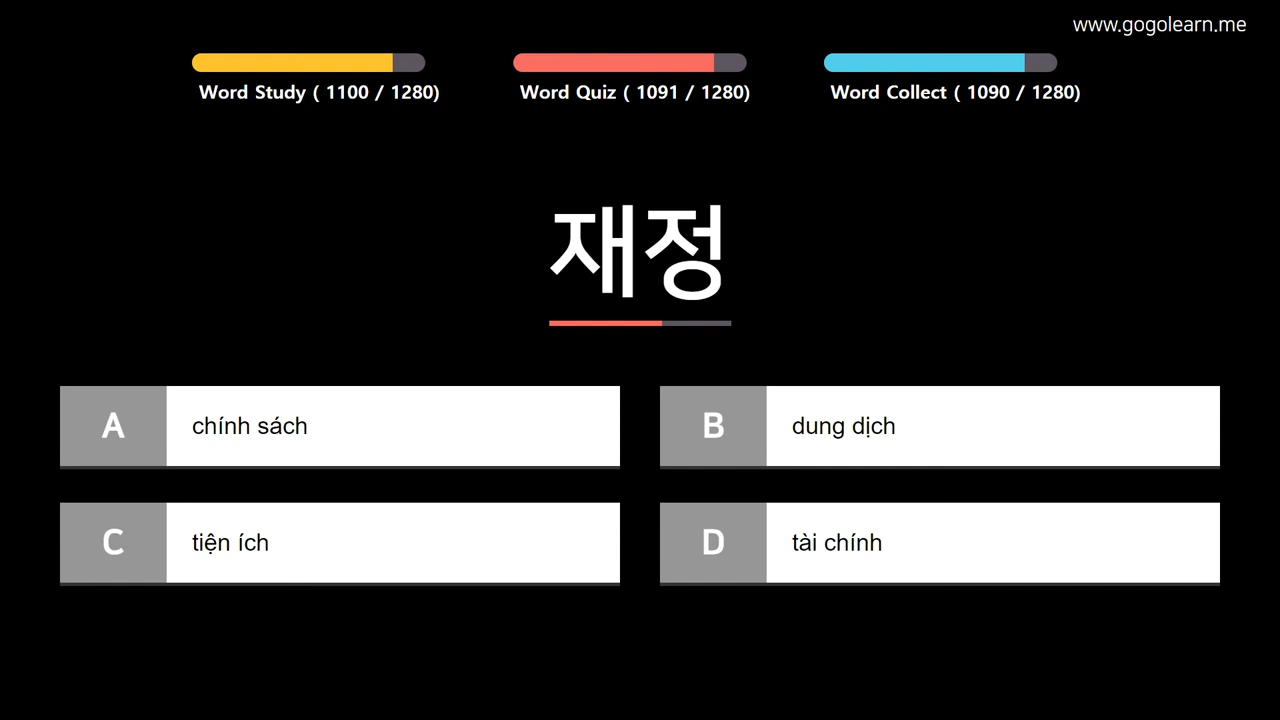 www.gogolearn.me
Word Study ( 1100 / 1280)
Word Quiz ( 1091 / 1280)
Word Collect ( 1090 / 1280)
재정
A chính sách
B dung dịch
C tiện ích
D tài chính